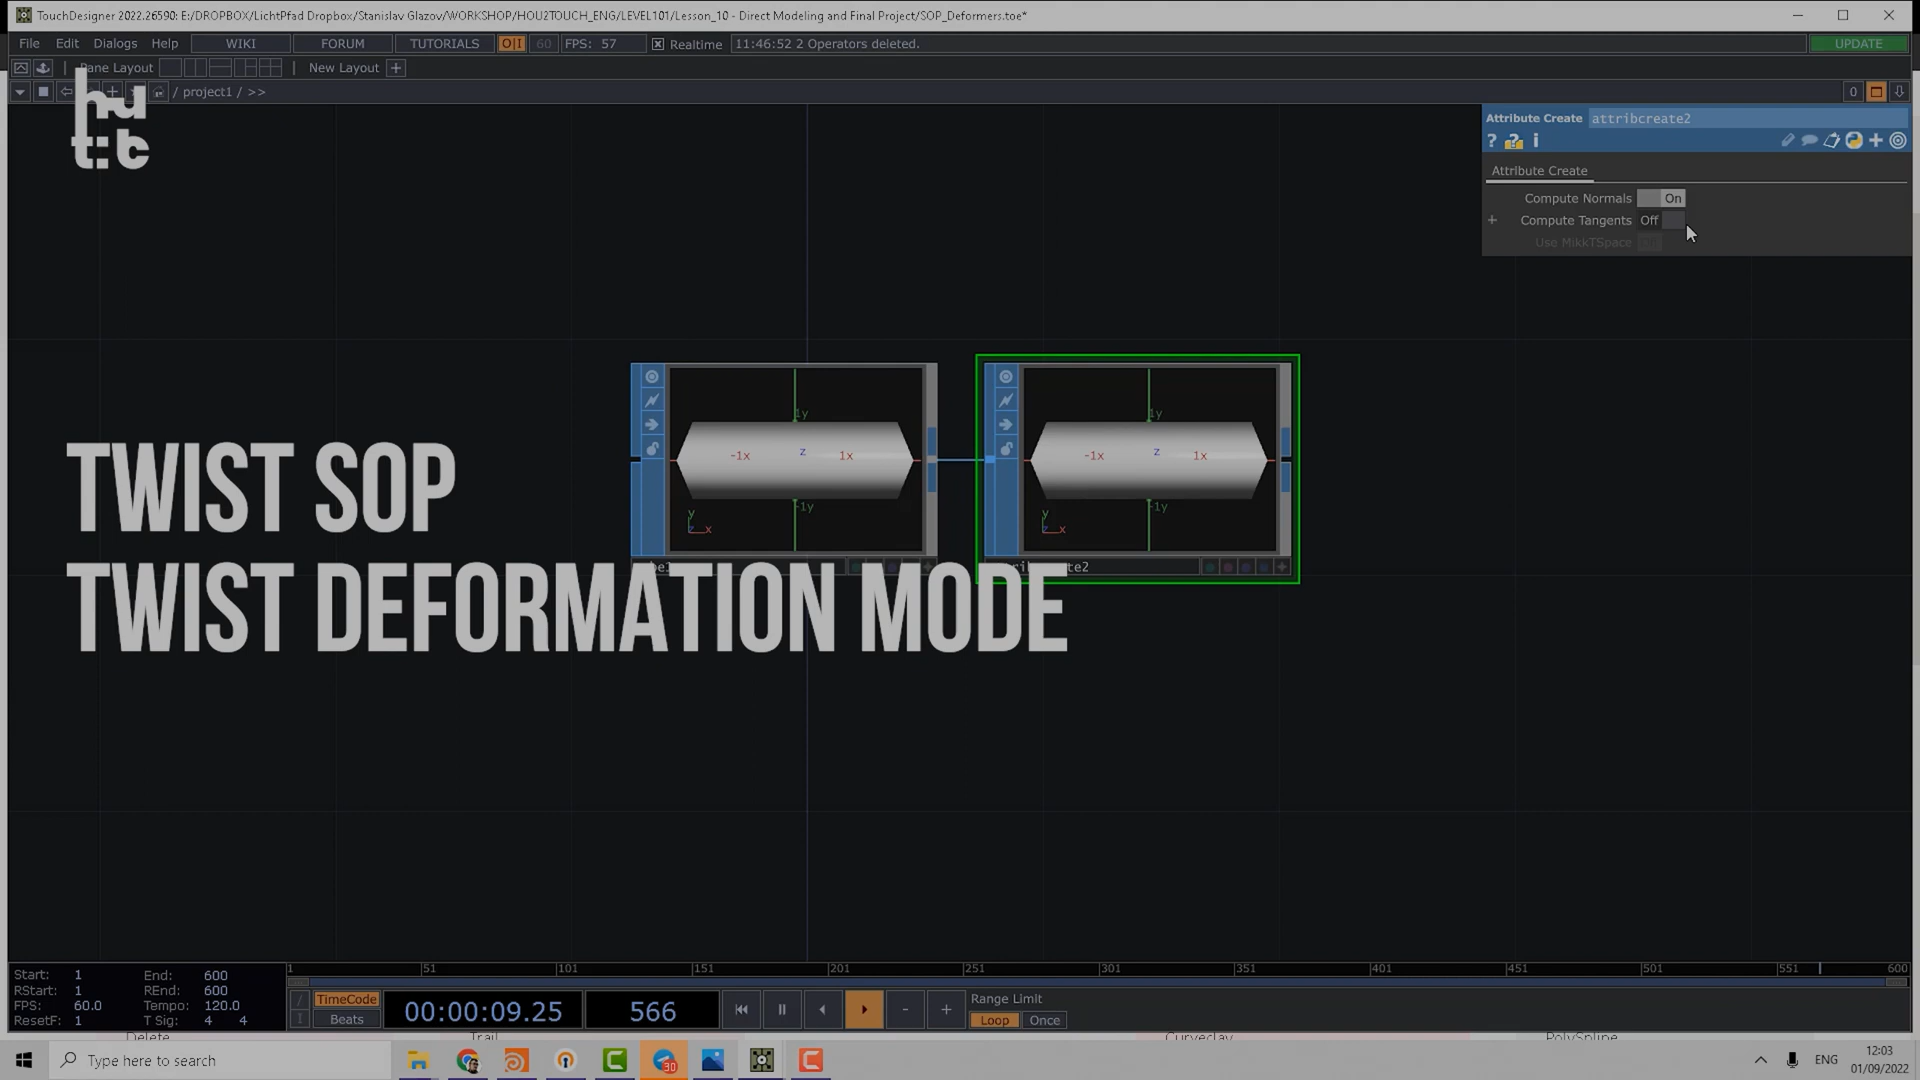 TouchDesigner 2022.26590: E:/DROPBOX/LichtPfad Dropbox/Stanislav Glazov/WORKSHOP/HOU2TOUCH_ENG/LEVEL101/Lesson_10 - Direct Modeling and Final Project/SOP_Deformers.toe*
File Edit Dialogs Help WIKI FORUM TUTORIALS O|I 60 FPS: 57 Realtime 11:46:52 2 Operators deleted. UPDATE
Pane Layout New Layout +
/ project1 / >> 0
Attribute Create attribcreate2
? ? i
Attribute Create
Compute Normals On
+ Compute Tangents Off
Use MikkTSpace
1y 1y
-1x z 1x -1x z 1x
-1y -1y
y z x y z x
TWIST SOP
TWIST DEFORMATION MODE
1 51 101 151 201 251 301 351 401 451 501 551 600
Start: 1 End: 600
RStart: 1 REnd: 600
FPS: 60.0 Tempo: 120.0
ResetF: 1 T Sig: 4 4
TimeCode
Beats
00:00:09.25 566
Range Limit
Loop Once
Delete Trail Curveclay PolySpline
Type here to search
30
ENG
12:03
01/09/2022